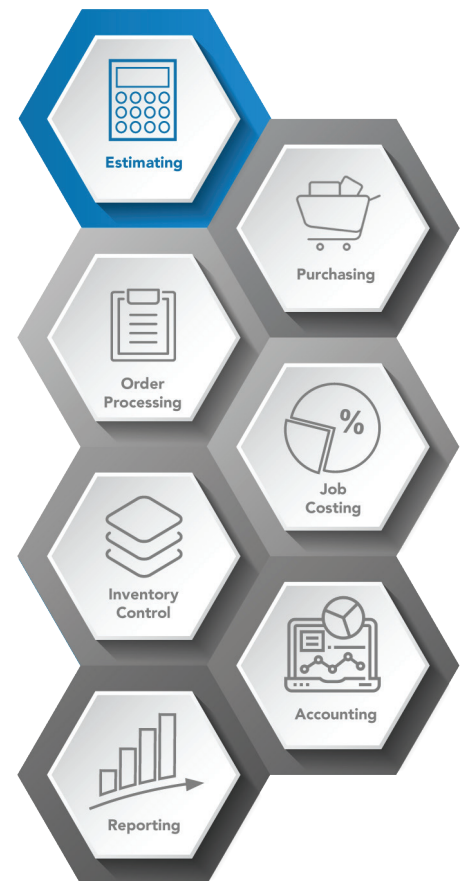 Estimating
Purchasing
Order
Processing
%
Job
Costing
Inventory
Control
Accounting
Reporting